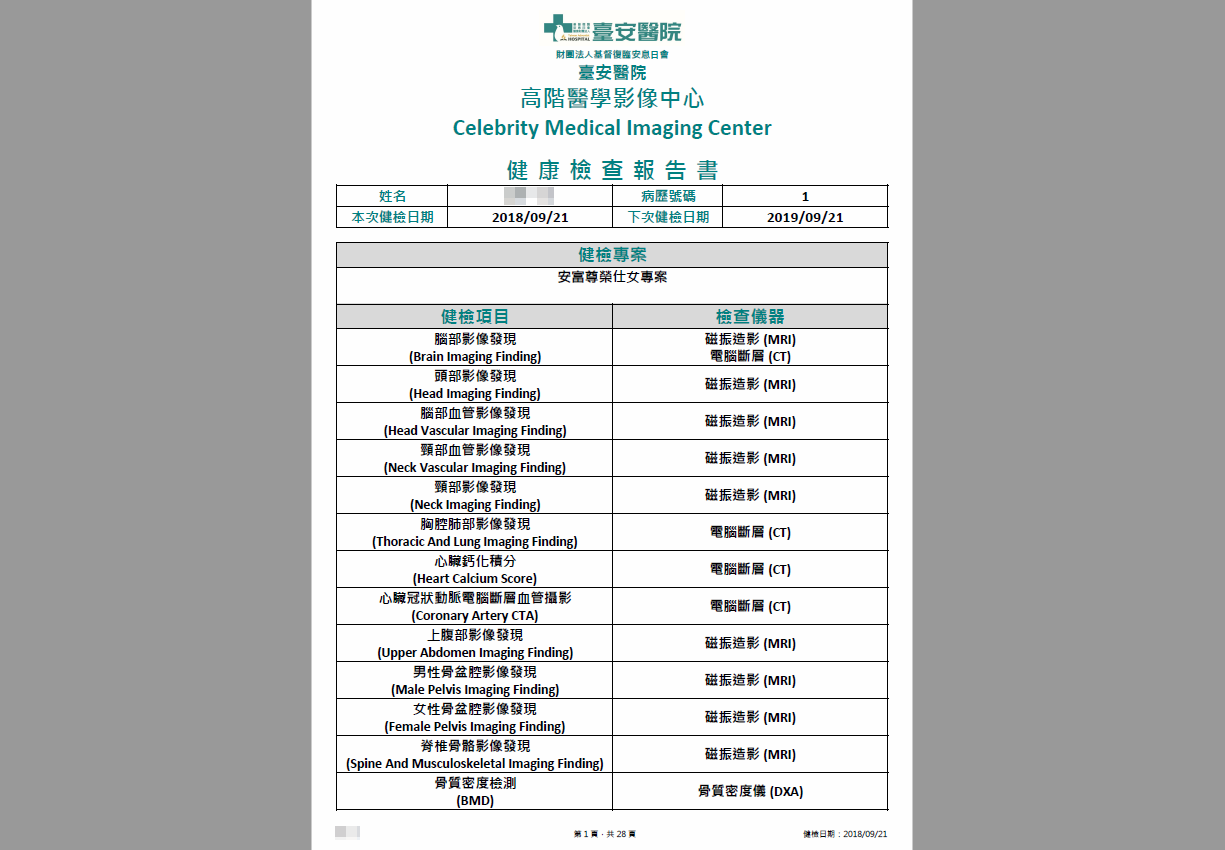 臺安醫院
HOSPITAL
財團法人基督復臨安息日會
臺安醫院
高階醫學影像中心
Celebrity Medical Imaging Center
健康檢查報告書
姓名 病歷號碼 1
本次健檢日期 2018/09/21 下次健檢日期 2019/09/21
健檢專案
安富尊榮仕女專案
健檢項目 檢查儀器
腦部影像發現
(Brain Imaging Finding)
磁振造影 (MRI)
電腦斷層 (CT)
頭部影像發現
(Head Imaging Finding)
磁振造影 (MRI)
腦部血管影像發現
(Head Vascular Imaging Finding)
磁振造影 (MRI)
頸部血管影像發現
(Neck Vascular Imaging Finding)
磁振造影 (MRI)
頸部影像發現
(Neck Imaging Finding)
磁振造影 (MRI)
胸腔肺部影像發現
(Thoracic And Lung Imaging Finding)
電腦斷層 (CT)
心臟鈣化積分
(Heart Calcium Score)
電腦斷層 (CT)
心臟冠狀動脈電腦斷層血管攝影
(Coronary Artery CTA)
電腦斷層 (CT)
上腹部影像發現
(Upper Abdomen Imaging Finding)
磁振造影 (MRI)
男性骨盆腔影像發現
(Male Pelvis Imaging Finding)
磁振造影 (MRI)
女性骨盆腔影像發現
(Female Pelvis Imaging Finding)
磁振造影 (MRI)
脊椎骨骼影像發現
(Spine And Musculoskeletal Imaging Finding)
磁振造影 (MRI)
骨質密度檢測
(BMD)
骨質密度儀 (DXA)
第 1 頁，共 28 頁
健檢日期：2018/09/21